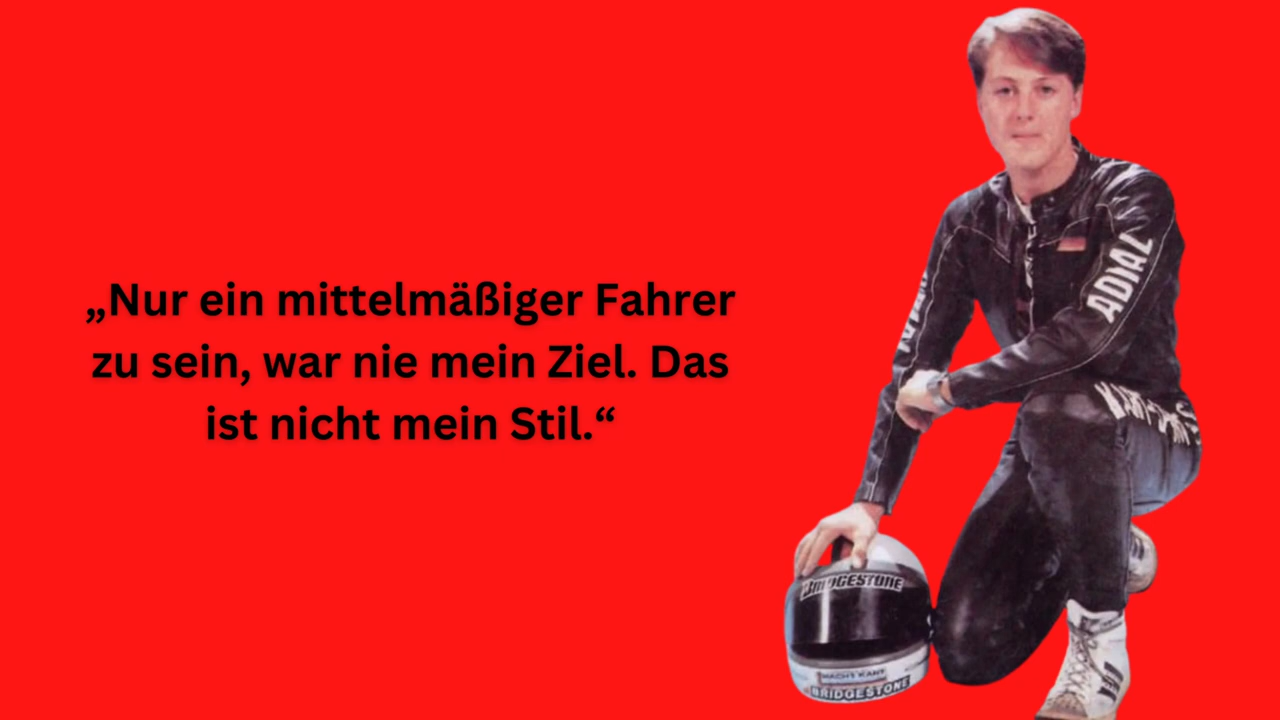 „Nur ein mittelmäßiger Fahrer
zu sein, war nie mein Ziel. Das
ist nicht mein Stil.“
ADIAL
BRIDGESTONE
BRIDGESTONE